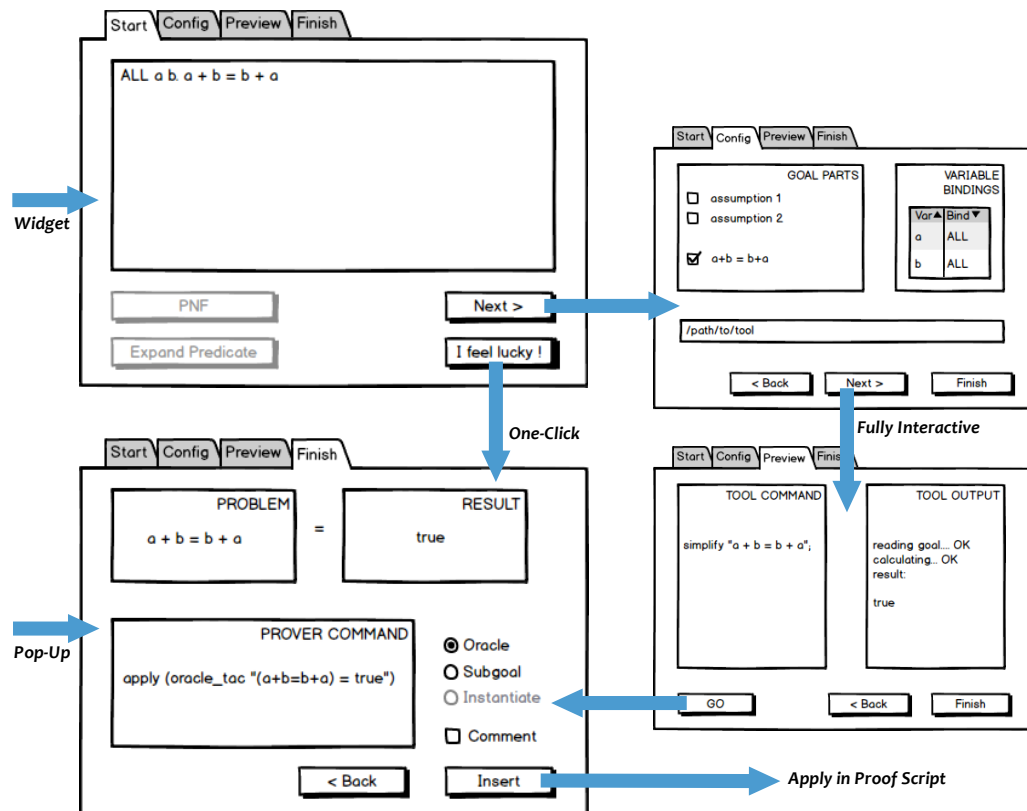 Start Config Preview Finish
ALL a b. a + b = b + a
Widget
PNF
Next >
Expand Predicate
I feel lucky !
One-Click
Start Config Preview Finish
GOAL PARTS
assumption 1
assumption 2
a+b = b+a
VARIABLE
BINDINGS
Var▲ Bind▼
a ALL
b ALL
/path/to/tool
< Back
Next >
Finish
Fully Interactive
Start Config Preview Finish
PROBLEM
a + b = b + a
=
RESULT
true
Pop-Up
PROVER COMMAND
apply (oracle_tac "(a+b=b+a) = true")
Oracle
Subgoal
Instantiate
Comment
< Back
Insert
Apply in Proof Script
Start Config Preview Finish
TOOL COMMAND
simplify "a + b = b + a";
TOOL OUTPUT
reading goal.... OK
calculating... OK
result:
true
GO
< Back
Finish